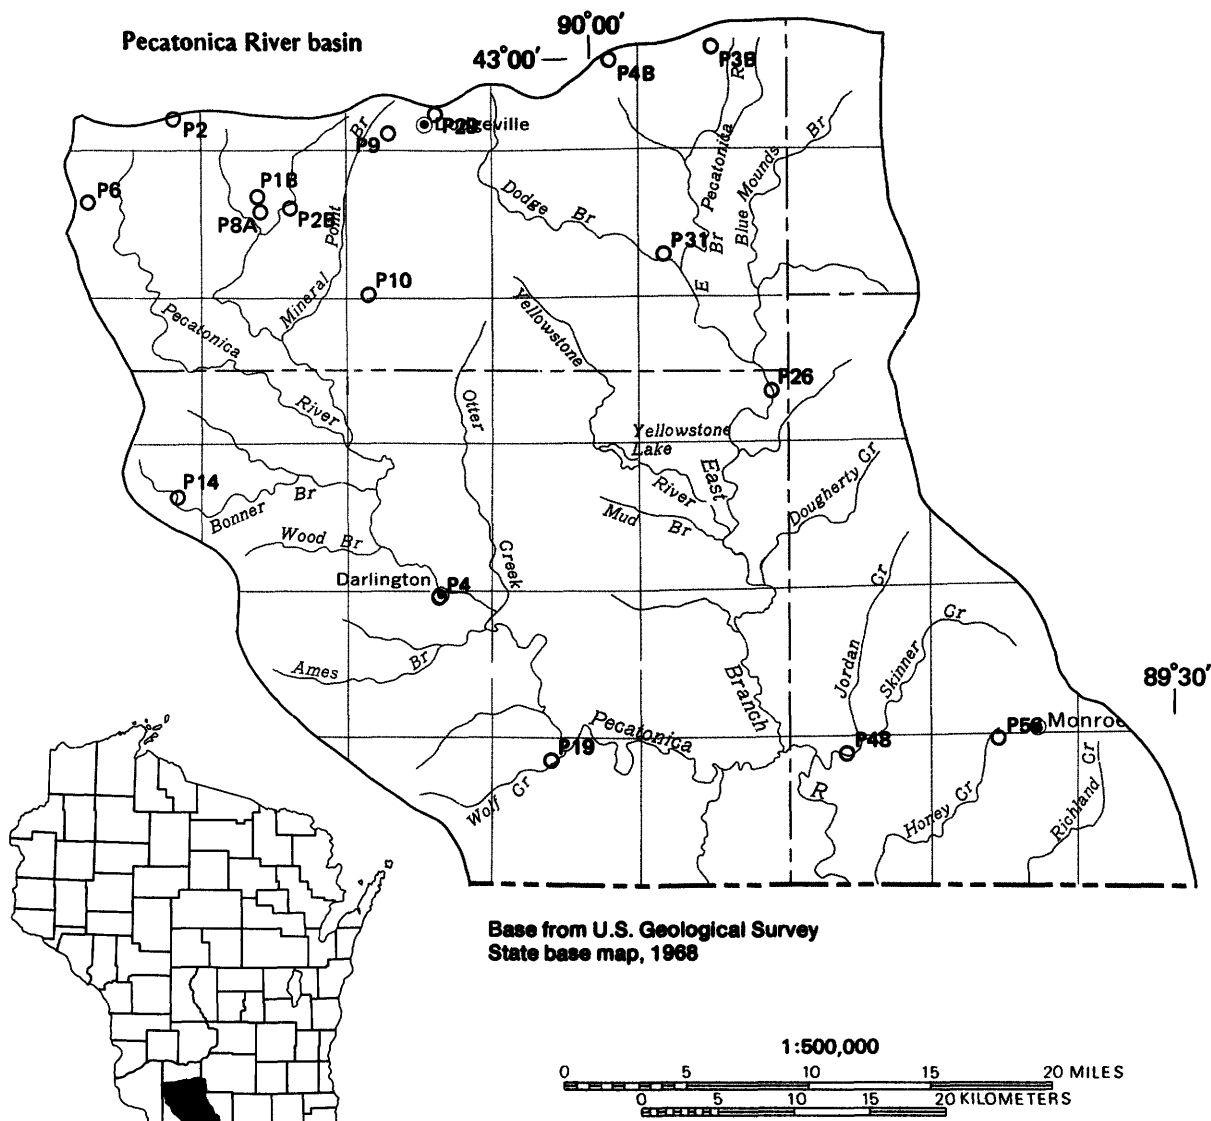 Pecatonica River basin
90°00'
43°00'
P3B
P4B
R
P2
P29
Dodgeville
Br
P9
Br
P6
P1B
P8A
P2B
Point
Mineral
Dodge Br
Pecatonica
Br
E
Blue Mounds
P31
P10
Yellowstone
Pecatonica
River
P26
Otter
Creek
Yellowstone
Lake
River
East
Branch
Mud Br
Dougherty Gr
P14
Bonner Br
Wood Br
Darlington
P4
Ames Br
Jordan Gr
Skinner Gr
89°30'
Pecatonica
P19
Wolf Gr
P48
R
P56
Monroe
Honey Gr
Richland Gr
Base from U.S. Geological Survey
State base map, 1968
1:500,000
0 5 10 15 20 MILES
0 5 10 15 20 KILOMETERS